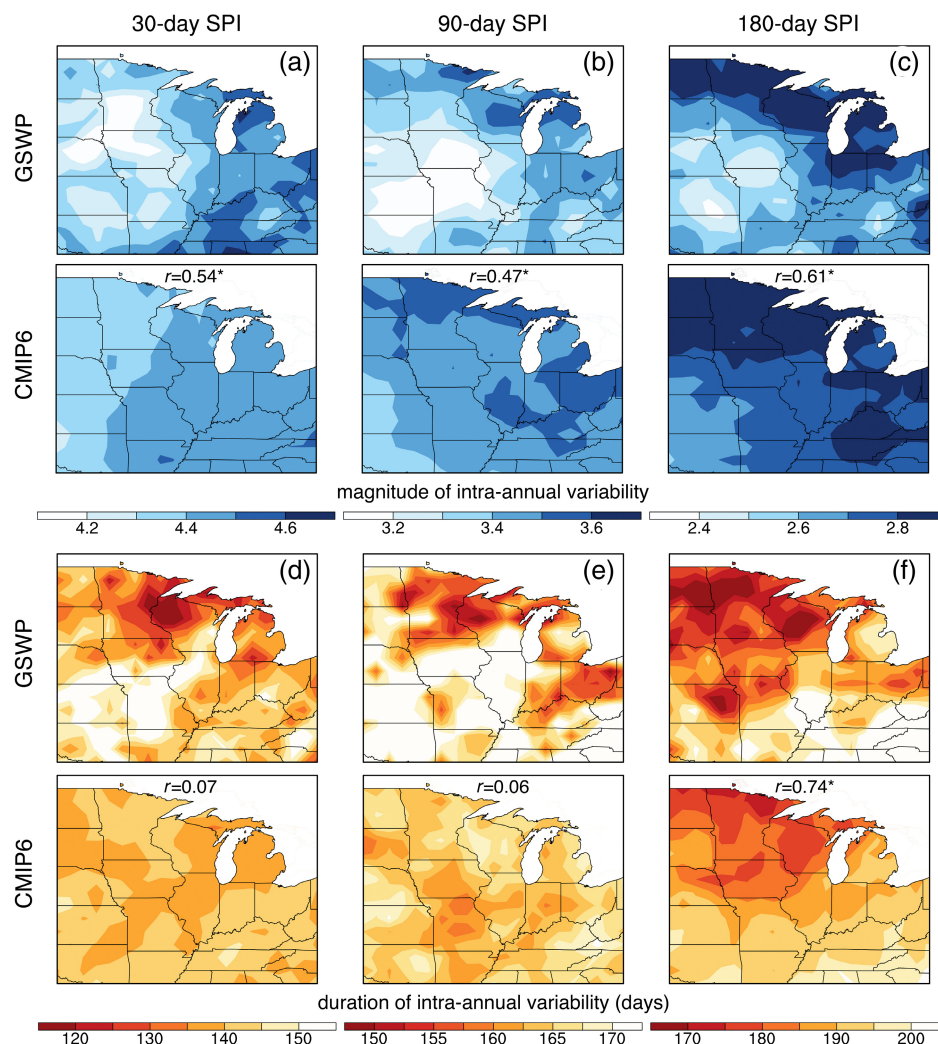 30-day SPI 90-day SPI 180-day SPI
GSWP (a) (b) (c)
CMIP6 r=0.54* r=0.47* r=0.61*
magnitude of intra-annual variability
4.2 4.4 4.6 3.2 3.4 3.6 2.4 2.6 2.8
GSWP (d) (e) (f)
CMIP6 r=0.07 r=0.06 r=0.74*
duration of intra-annual variability (days)
120 130 140 150 150 155 160 165 170 170 180 190 200